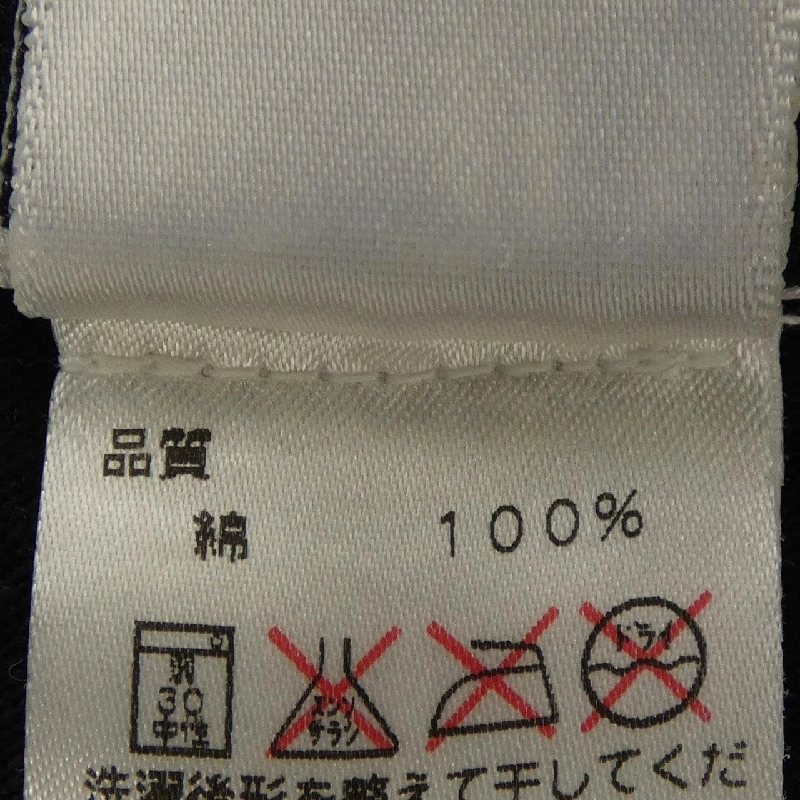 品質
綿 100%
弱
30
中性
エンソ
サラシ
ドライ
洗濯後形を整えて干してくだ